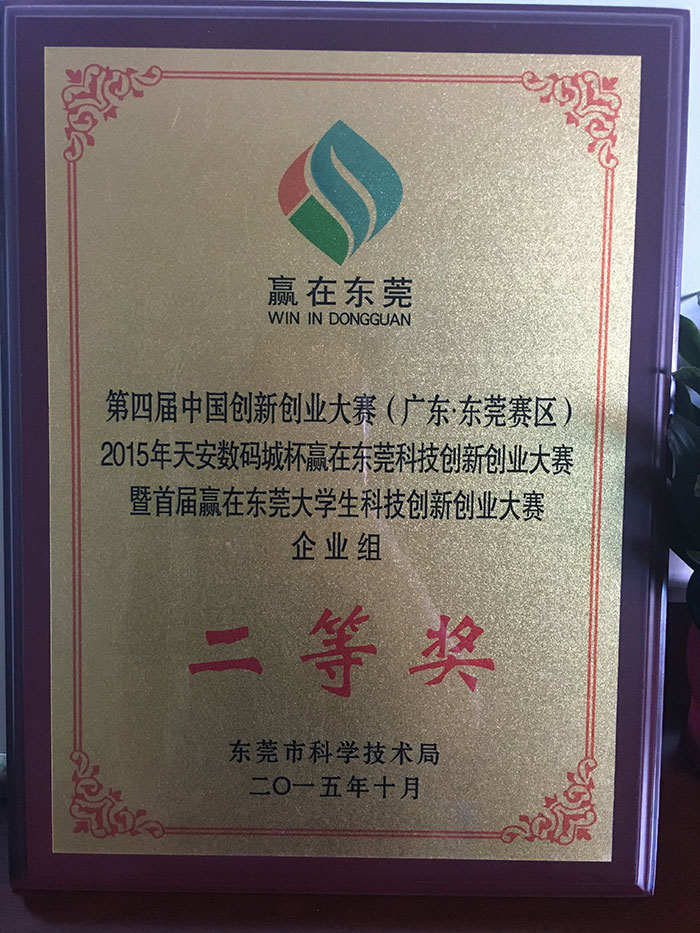 赢在东莞
WIN IN DONGGUAN
第四届中国创新创业大赛（广东·东莞赛区）
2015年天安数码城杯赢在东莞科技创新创业大赛
暨首届赢在东莞大学生科技创新创业大赛
企业组
二等奖
东莞市科学技术局
二〇一五年十月